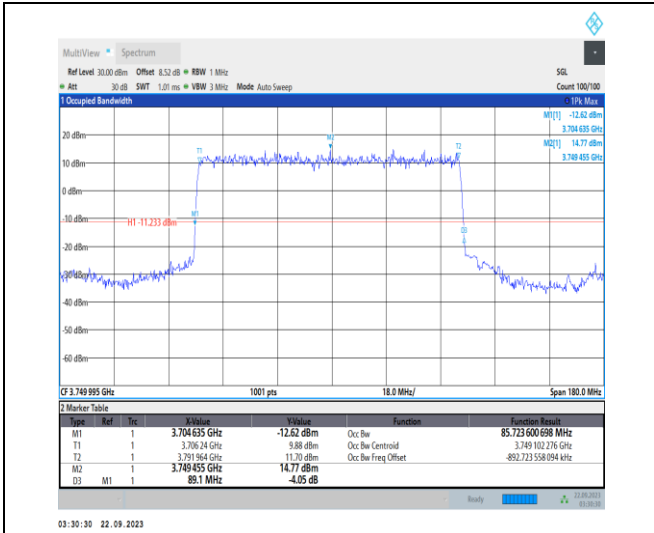 MultiView Spectrum
Ref Level 30.00 dBm Offset 8.52 dB RBW 1 MHz SGL
Att 30 dB SWT 1.01 ms VBW 3 MHz Mode Auto Sweep Count 100/100
1 Occupied Bandwidth 1Pk Max
M1[1] -12.62 dBm
3.704 635 GHz
M2[1] 14.77 dBm
3.749 455 GHz
20 dBm
M2
T1
T2
10 dBm
0 dBm
M1
-10 dBm
H1 -11.233 dBm
D3
-20 dBm
-30 dBm
-40 dBm
-50 dBm
-60 dBm
CF 3.749 995 GHz 1001 pts 18.0 MHz/ Span 180.0 MHz
2 Marker Table
Type Ref Trc X-Value Y-Value Function Function Result
M1 1 3.704 635 GHz -12.62 dBm Occ Bw 85.723 600 698 MHz
T1 1 3.706 24 GHz 9.88 dBm Occ Bw Centroid 3.749 102 276 GHz
T2 1 3.791 964 GHz 11.70 dBm Occ Bw Freq Offset -892.723 558 094 kHz
M2 1 3.749 455 GHz 14.77 dBm
D3 M1 1 89.1 MHz -4.05 dB
Ready 22.09.2023
03:30:30
03:30:30 22.09.2023